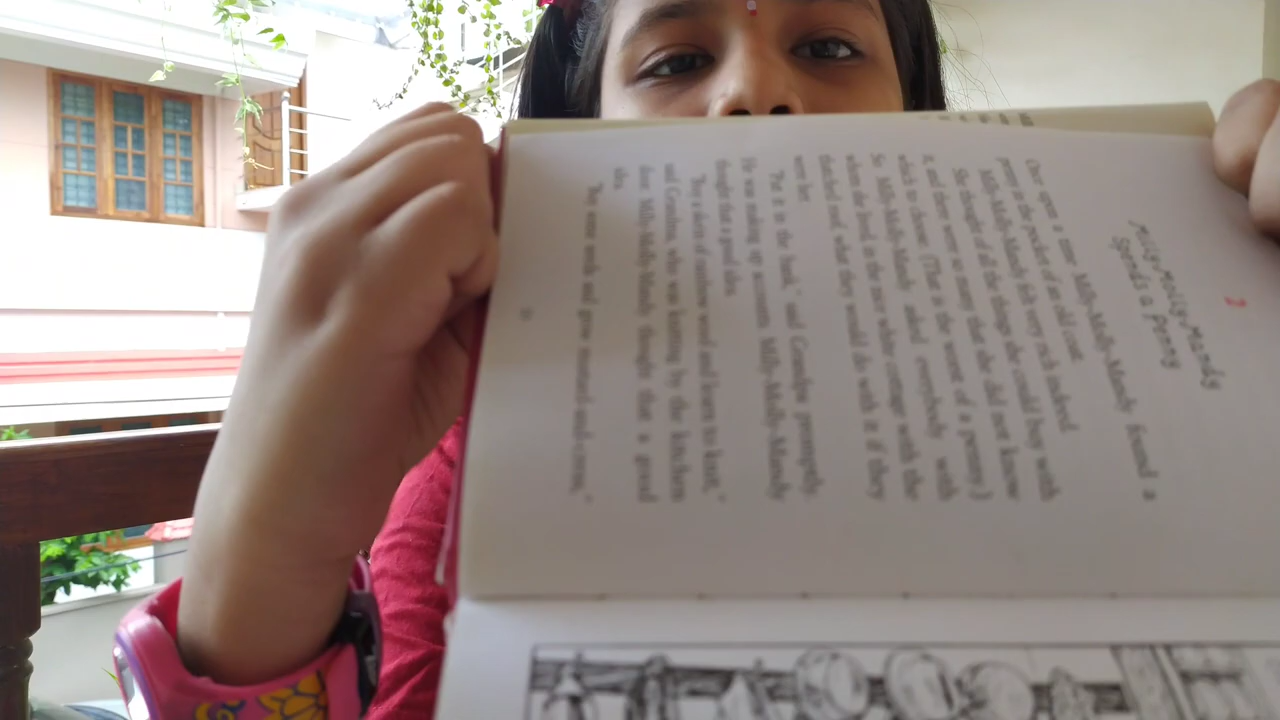 2
Milly-Molly-Mandy
Spends a Penny
Once upon a time Milly-Molly-Mandy found a
penny in the pocket of an old coat.
Milly-Molly-Mandy felt very rich indeed.
She thought of all the things she could buy with
it, and there were so many that she did not know
which to choose. (That is the worst of a penny.)
So Milly-Molly-Mandy asked everybody with
whom she lived, in the nice white cottage with the
thatched roof, what they would do with it if they
were her.
"Put it in the bank," said Grandpa promptly.
He was making up accounts. Milly-Molly-Mandy
thought that a good idea.
"Buy a skein of rainbow wool and learn to knit,"
said Grandma, who was knitting by the kitchen
door. Milly-Molly-Mandy thought that a good
idea.
"Buy some seeds and grow mustard-and-cress,"